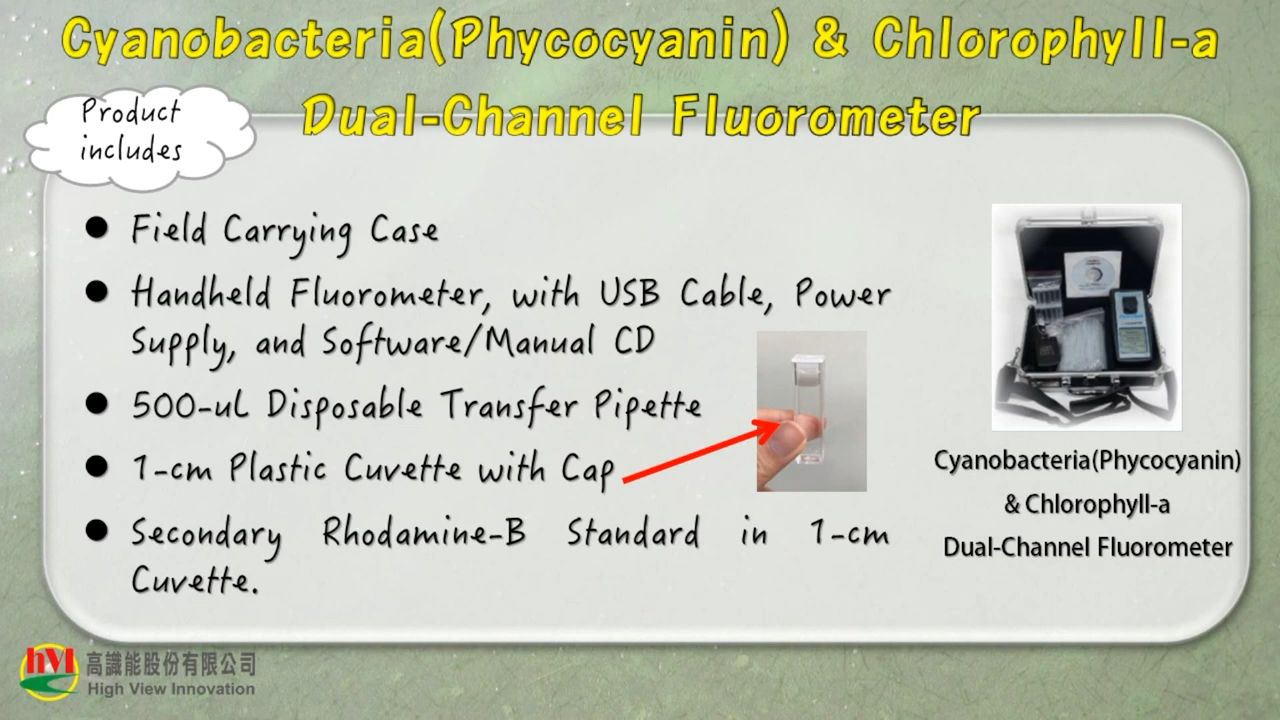 Cyanobacteria(Phycocyanin) & Chlorophyll-a
Dual-Channel Fluorometer
Product
includes
● Field Carrying Case
● Handheld Fluorometer, with USB Cable, Power
Supply, and Software/Manual CD
● 500-uL Disposable Transfer Pipette
● 1-cm Plastic Cuvette with Cap
● Secondary Rhodamine-B Standard in 1-cm
Cuvette.
Cyanobacteria(Phycocyanin)
& Chlorophyll-a
Dual-Channel Fluorometer
hVI 高識能股份有限公司
High View Innovation